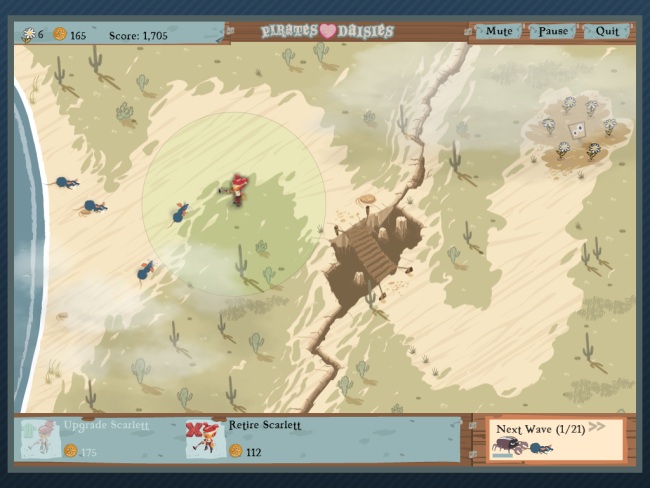 6 165 Score: 1,705 PIRATES DAISIES Mute Pause Quit
Upgrade Scarlett Retire Scarlett Next Wave (1/21)
175 112